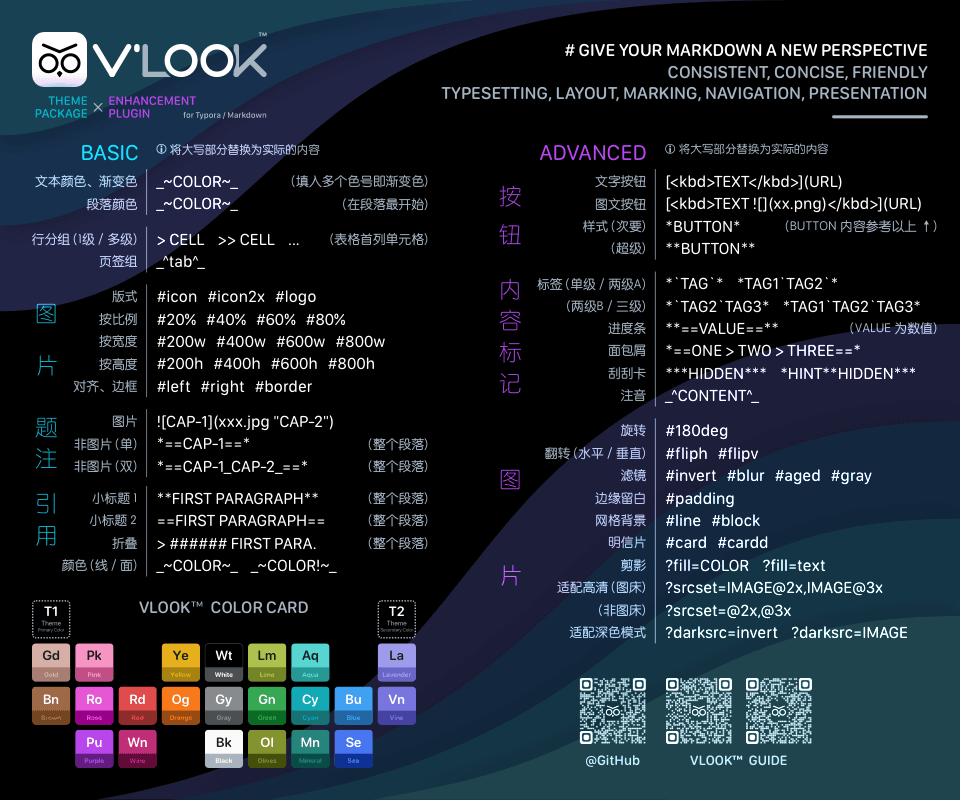 V'LOOK™
THEME PACKAGE × ENHANCEMENT PLUGIN
for Typora / Markdown
# GIVE YOUR MARKDOWN A NEW PERSPECTIVE
CONSISTENT, CONCISE, FRIENDLY
TYPESETTING, LAYOUT, MARKING, NAVIGATION, PRESENTATION
BASIC ⓘ 将大写部分替换为实际的内容
文本颜色、渐变色 _~COLOR~_ （填入多个色号即渐变色）
段落颜色 _~COLOR~_ （在段落最开始）
行分组 (1级 / 多级) > CELL >> CELL ... （表格首列单元格）
页签组 _^tab^_
图片
版式 #icon #icon2x #logo
按比例 #20% #40% #60% #80%
按宽度 #200w #400w #600w #800w
按高度 #200h #400h #600h #800h
对齐、边框 #left #right #border
题注
图片 ![CAP-1](xxx.jpg "CAP-2")
非图片 (单) *==CAP-1==* （整个段落）
非图片 (双) *==CAP-1_CAP-2_==* （整个段落）
引用
小标题 1 **FIRST PARAGRAPH** （整个段落）
小标题 2 ==FIRST PARAGRAPH== （整个段落）
折叠 > ###### FIRST PARA. （整个段落）
颜色 (线 / 面) _~COLOR~_ _~COLOR!~_
T1 Theme Primary Color
VLOOK™ COLOR CARD
T2 Theme Secondary Color
Gd Gold
Pk Pink
Ye Yellow
Wt White
Lm Lime
Aq Aqua
La Lavender
Bn Brown
Ro Rosa
Rd Red
Og Orange
Gy Gray
Gn Green
Cy Cyan
Bu Blue
Vn Vine
Pu Purple
Wn Wine
Bk Black
Ol Olives
Mn Mineral
Se Sea
ADVANCED ⓘ 将大写部分替换为实际的内容
按钮
文字按钮 [<kbd>TEXT</kbd>](URL)
图文按钮 [<kbd>TEXT ![](xx.png)</kbd>](URL)
样式 (次要) *BUTTON* （BUTTON 内容参考以上 ↑）
(超级) **BUTTON**
内容标记
标签 (单级 / 两级A) *`TAG`* *TAG1`TAG2`*
(两级B / 三级) *`TAG2`TAG3* *TAG1`TAG2`TAG3*
进度条 **==VALUE==** （VALUE 为数值）
面包屑 *==ONE > TWO > THREE==*
刮刮卡 ***HIDDEN*** *HINT**HIDDEN***
注音 _^CONTENT^_
图片
旋转 #180deg
翻转 (水平 / 垂直) #fliph #flipv
滤镜 #invert #blur #aged #gray
边缘留白 #padding
网格背景 #line #block
明信片 #card #cardd
剪影 ?fill=COLOR ?fill=text
适配高清 (图床) ?srcset=IMAGE@2x,IMAGE@3x
(非图床) ?srcset=@2x,@3x
适配深色模式 ?darksrc=invert ?darksrc=IMAGE
@GitHub
VLOOK™ GUIDE